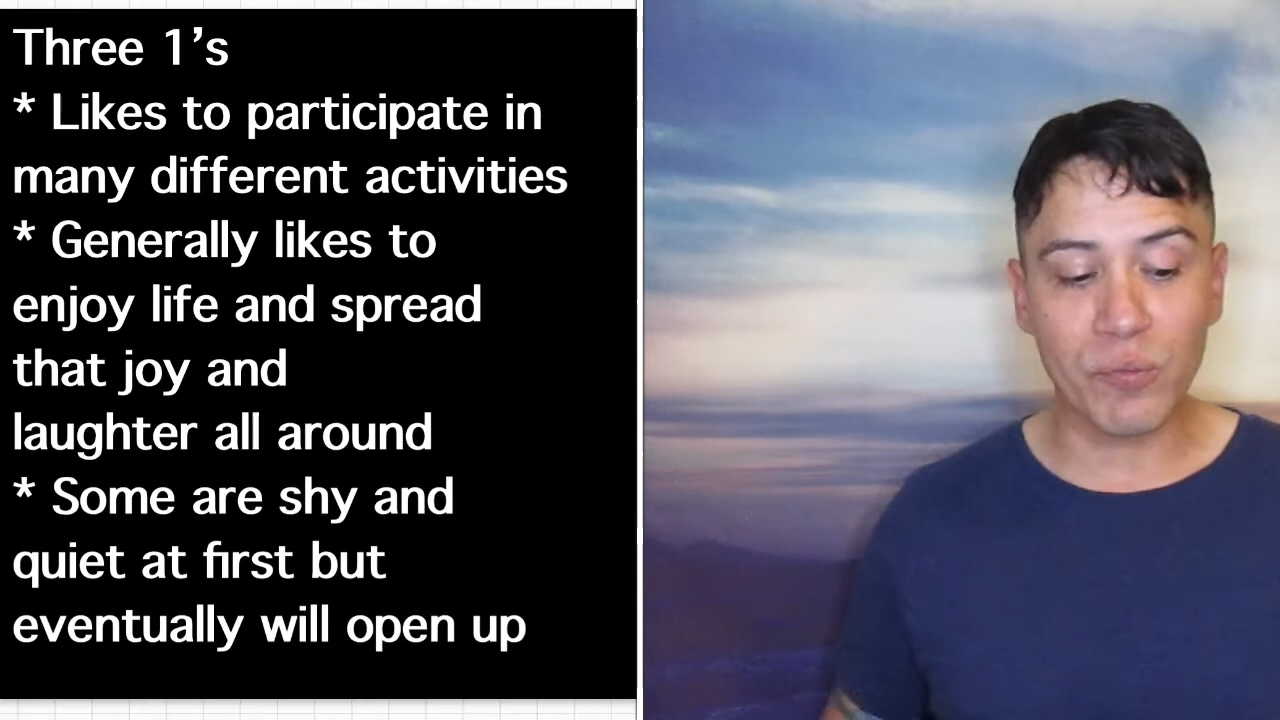 Three 1’s
* Likes to participate in
many different activities
* Generally likes to
enjoy life and spread
that joy and
laughter all around
* Some are shy and
quiet at first but
eventually will open up